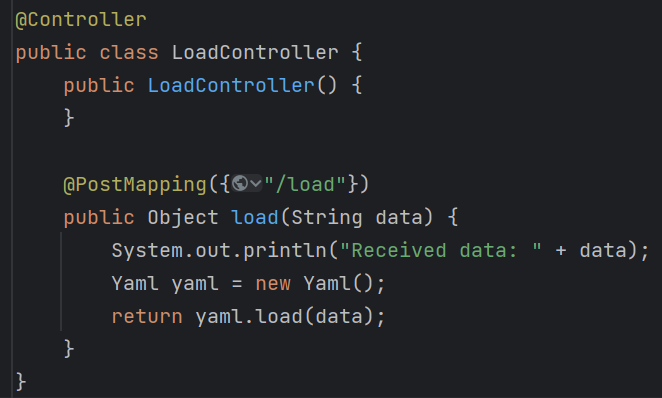 @Controller
public class LoadController {
    public LoadController() {
    }

    @PostMapping({"/load"})
    public Object load(String data) {
        System.out.println("Received data: " + data);
        Yaml yaml = new Yaml();
        return yaml.load(data);
    }
}